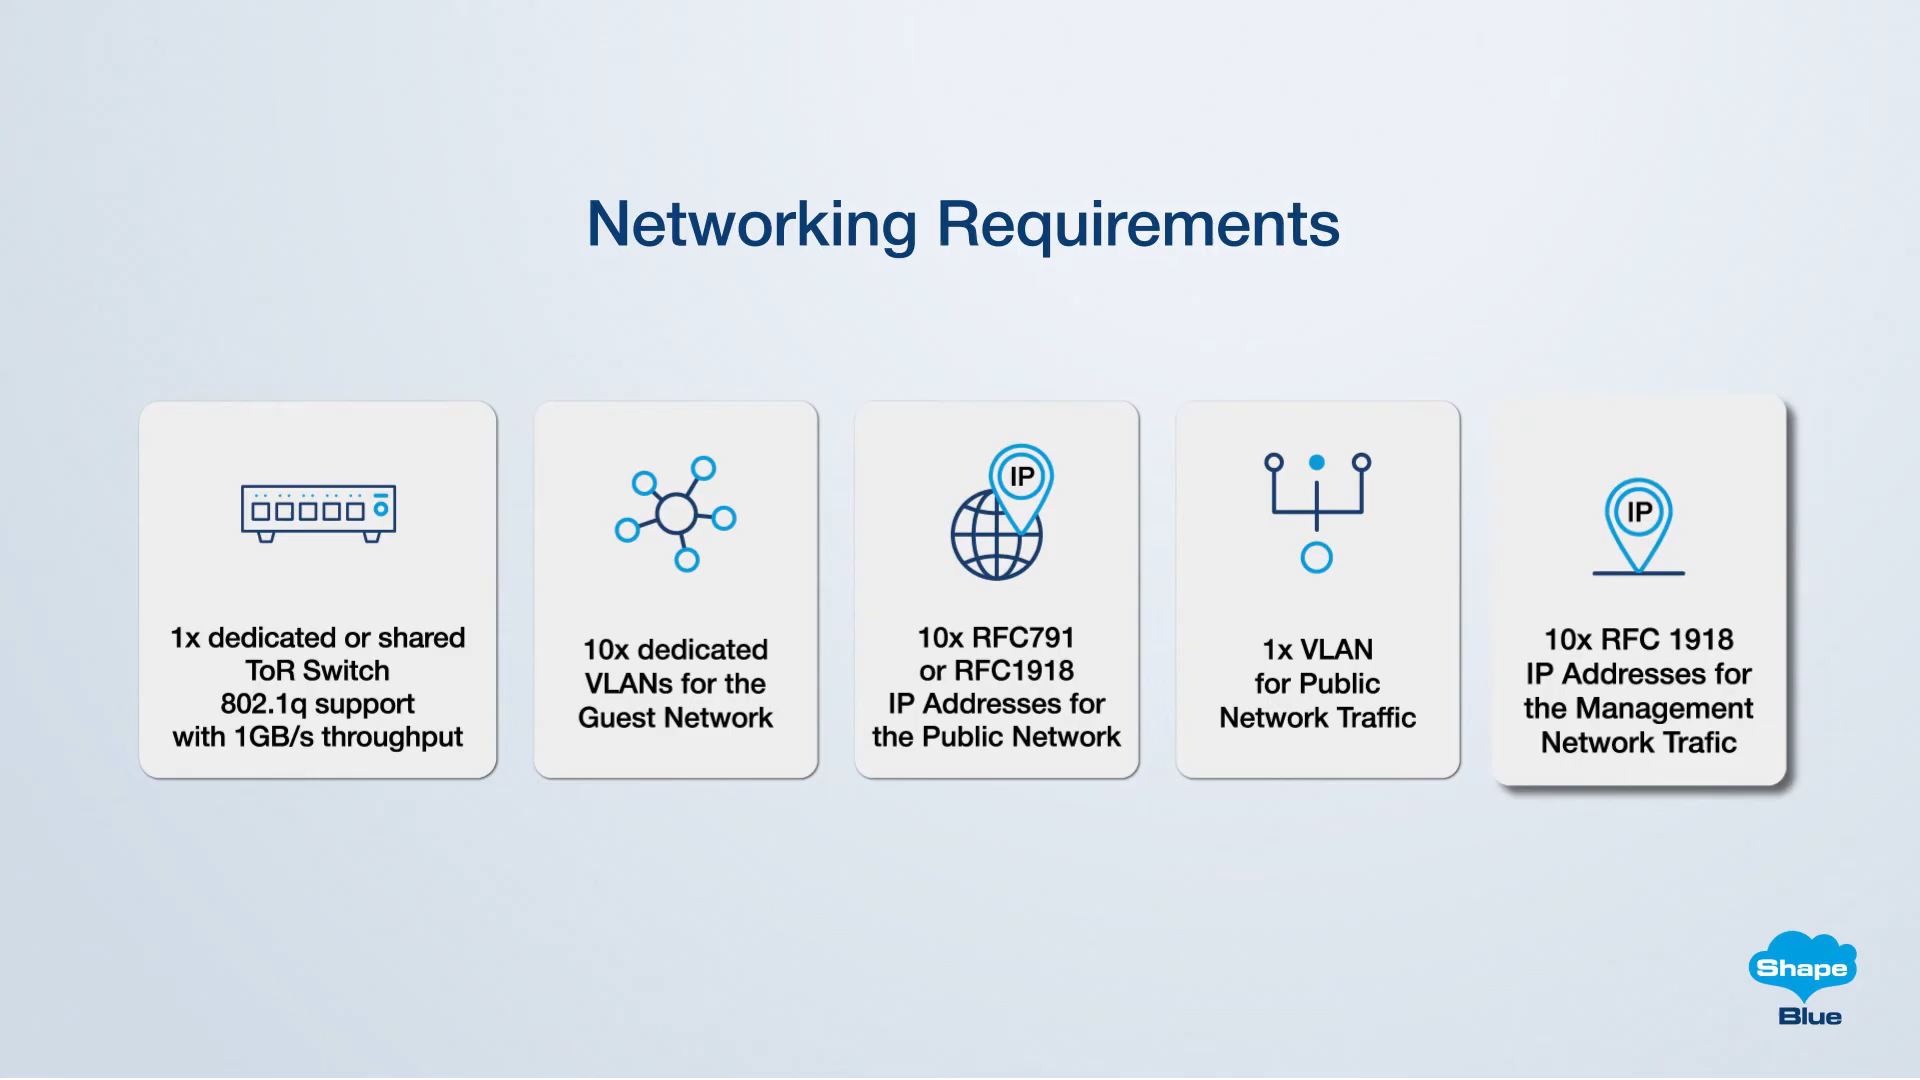 Networking Requirements
1x dedicated or shared
ToR Switch
802.1q support
with 1GB/s throughput
10x dedicated
VLANs for the
Guest Network
IP
10x RFC791
or RFC1918
IP Addresses for
the Public Network
1x VLAN
for Public
Network Traffic
IP
10x RFC 1918
IP Addresses for
the Management
Network Trafic
Shape
Blue